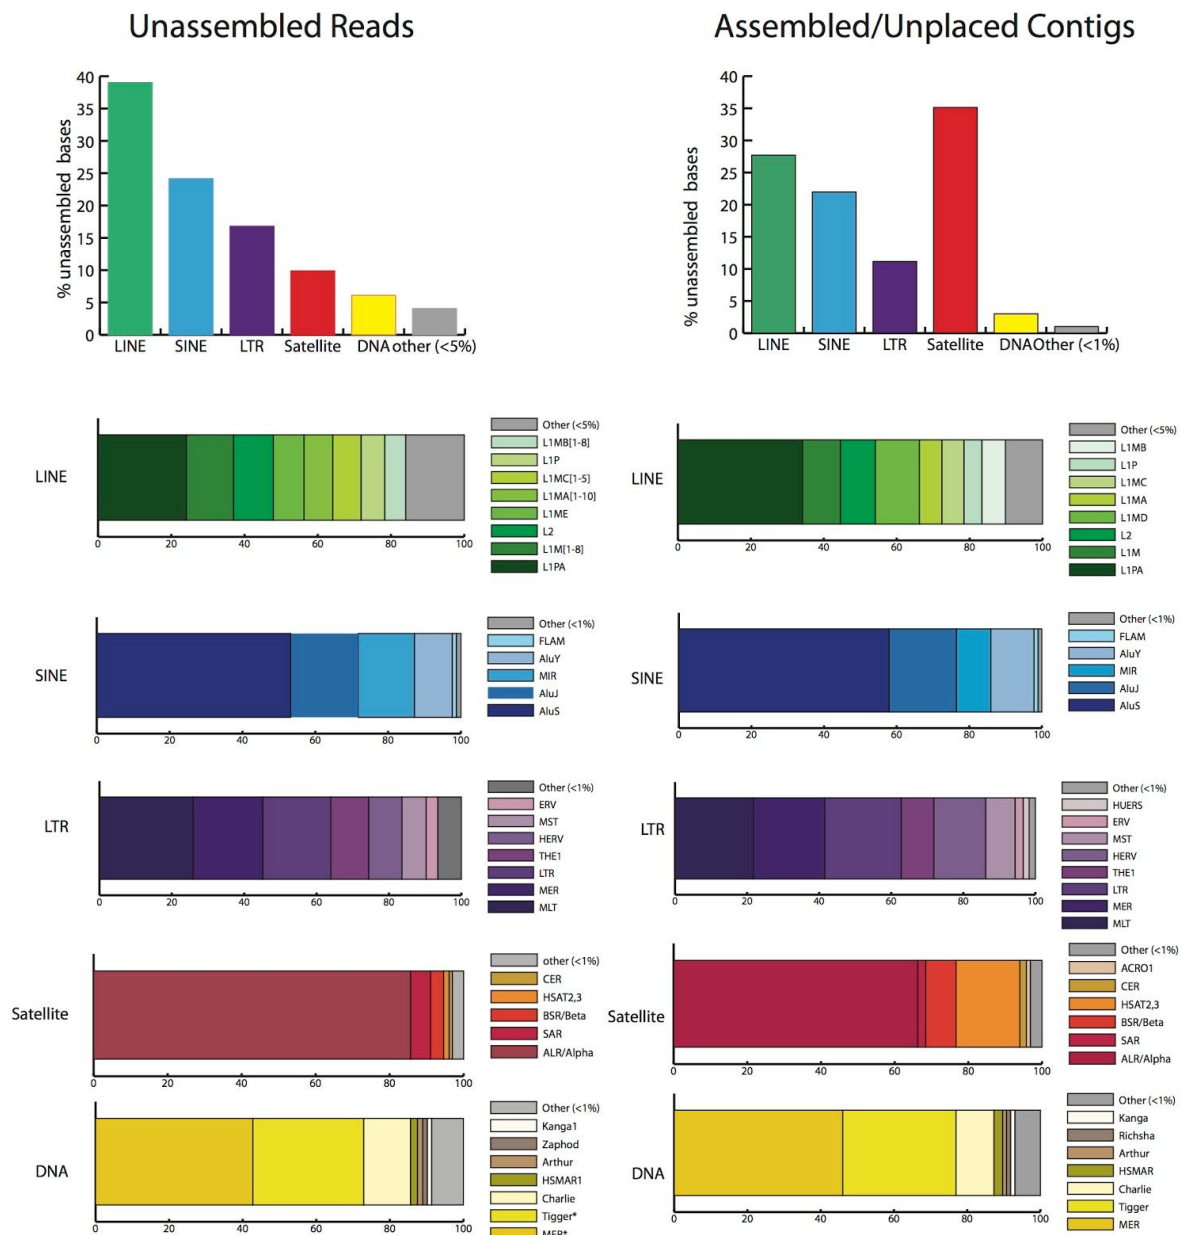 Unassembled Reads
Assembled/Unplaced Contigs
% unassembled bases
40
35
30
25
20
15
10
5
0
LINE SINE LTR Satellite DNA other (<5%)
% unassembled bases
40
35
30
25
20
15
10
5
0
LINE SINE LTR Satellite DNA Other (<1%)
LINE
0 20 40 60 80 100
Other (<5%)
L1MB[1-8]
L1P
L1MC[1-5]
L1MA[1-10]
L1ME
L2
L1M[1-8]
L1PA
LINE
0 20 40 60 80 100
Other (<5%)
L1MB
L1P
L1MC
L1MA
L1MD
L2
L1M
L1PA
SINE
0 20 40 60 80 100
Other (<1%)
FLAM
AluY
MIR
AluJ
AluS
SINE
0 20 40 60 80 100
Other (<1%)
FLAM
AluY
MIR
AluJ
AluS
LTR
0 20 40 60 80 100
Other (<1%)
ERV
MST
HERV
THE1
LTR
MER
MLT
LTR
0 20 40 60 80 100
Other (<1%)
HUERS
ERV
MST
HERV
THE1
LTR
MER
MLT
Satellite
0 20 40 60 80 100
other (<1%)
CER
HSAT2,3
BSR/Beta
SAR
ALR/Alpha
Satellite
0 20 40 60 80 100
Other (<1%)
ACRO1
CER
HSAT2,3
BSR/Beta
SAR
ALR/Alpha
DNA
0 20 40 60 80 100
Other (<1%)
Kanga1
Zaphod
Arthur
HSMAR1
Charlie
Tigger*
MER*
DNA
0 20 40 60 80 100
Other (<1%)
Kanga
Richsha
Arthur
HSMAR
Charlie
Tigger
MER